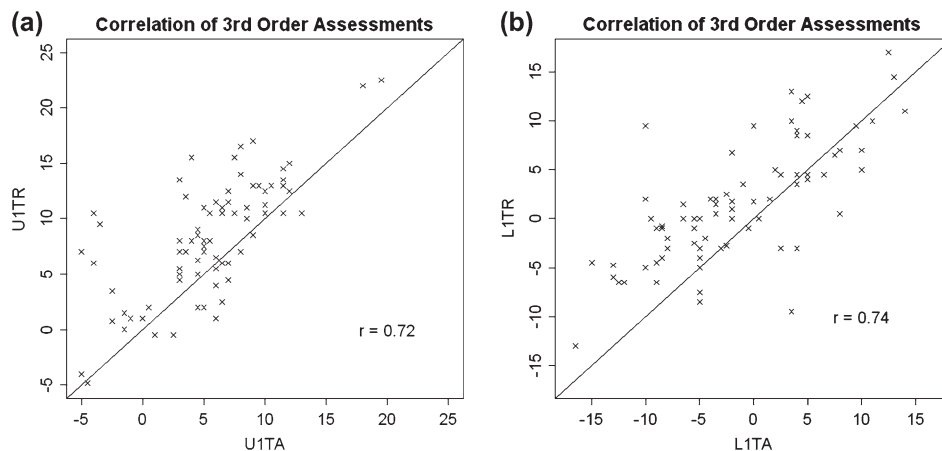 (a) Correlation of 3rd Order Assessments
25
20
15
10
5
0
-5
U1TR
r = 0.72
-5 0 5 10 15 20 25
U1TA
(b) Correlation of 3rd Order Assessments
15
10
5
0
-5
-10
-15
L1TR
r = 0.74
-15 -10 -5 0 5 10 15
L1TA